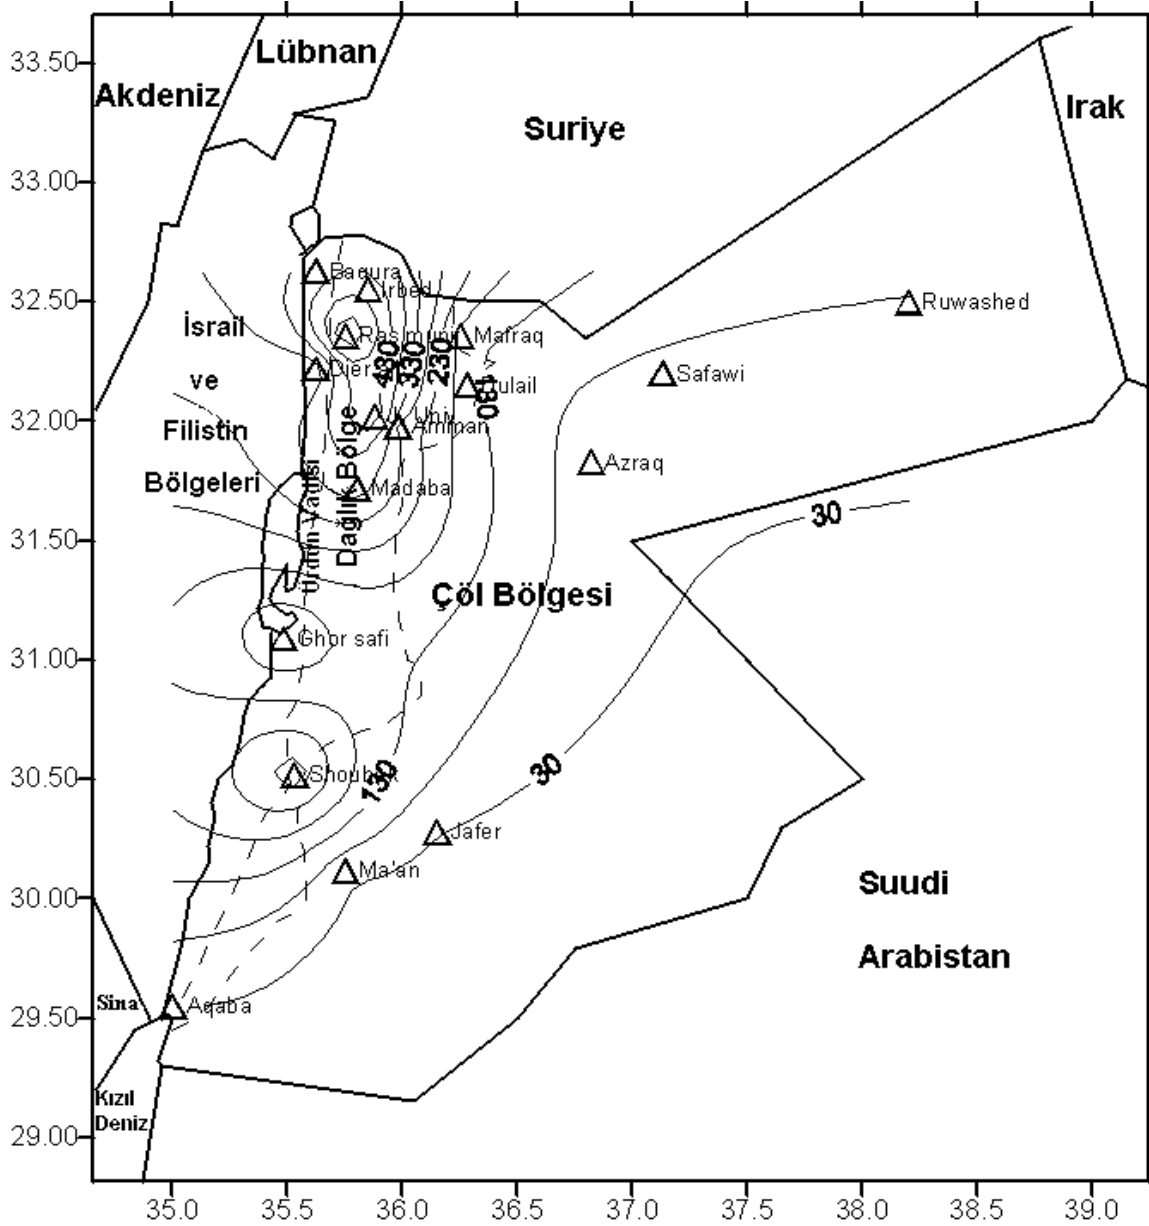 33.50
33.00
32.50
32.00
31.50
31.00
30.50
30.00
29.50
29.00
Lübnan
Akdeniz
Suriye
Irak
Baqura
Irbed
Ruwashed
İsrail
Mafraq
430
330
230
Safawi
ve
180
Univ
Amman
Filistin
Azraq
Bölgeleri
Madaba
Ürdün Vadisi
Dağlık Bölge
30
Çöl Bölgesi
Ghor safi
Shoubak
130
30
Jafer
Ma'an
Suudi
Arabistan
Sina
Aqaba
Kızıl
Deniz
35.0
35.5
36.0
36.5
37.0
37.5
38.0
38.5
39.0